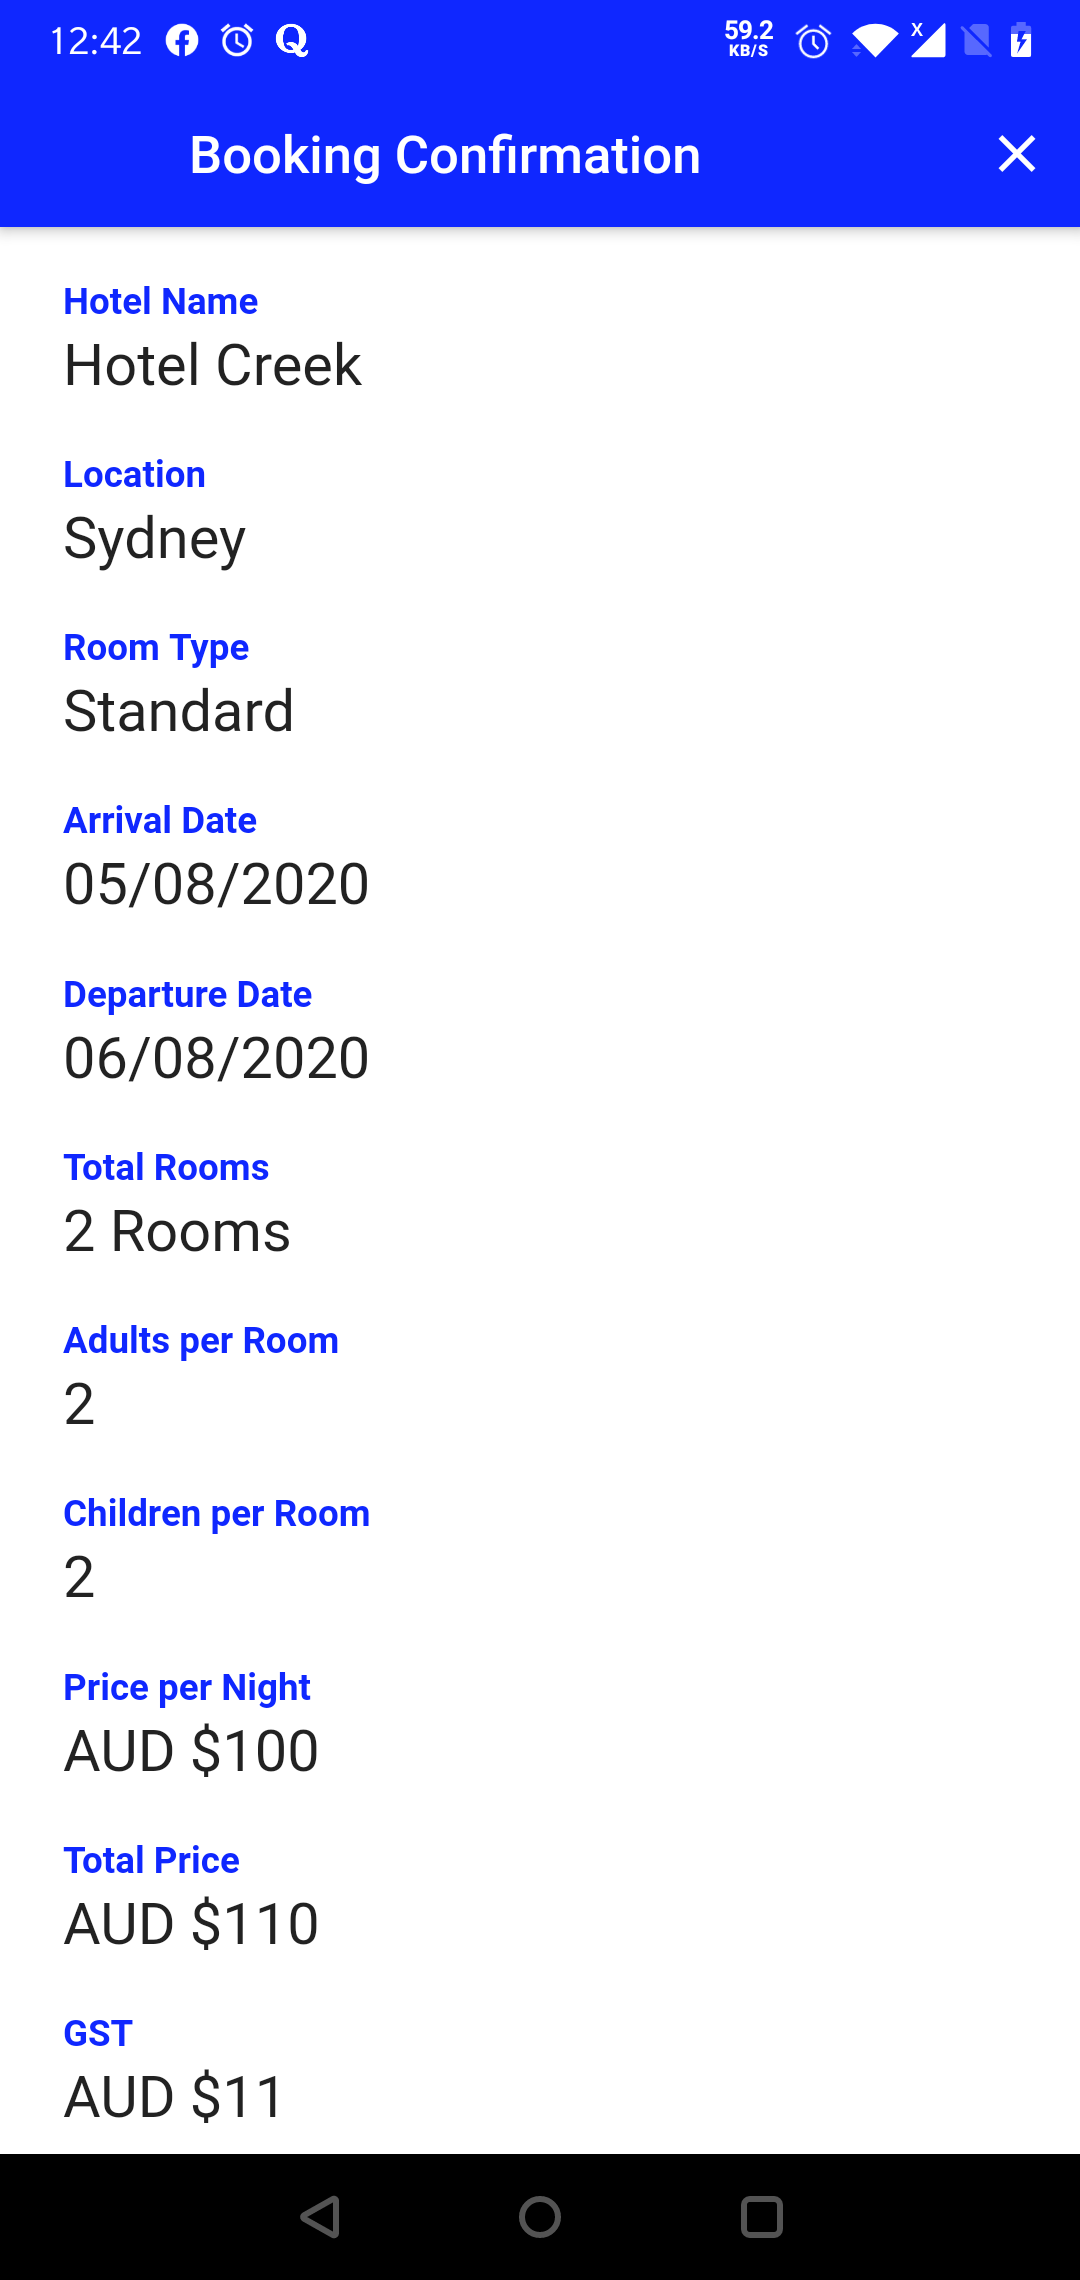 12:42
59.2
KB/S
X
Booking Confirmation
Hotel Name
Hotel Creek
Location
Sydney
Room Type
Standard
Arrival Date
05/08/2020
Departure Date
06/08/2020
Total Rooms
2 Rooms
Adults per Room
2
Children per Room
2
Price per Night
AUD $100
Total Price
AUD $110
GST
AUD $11